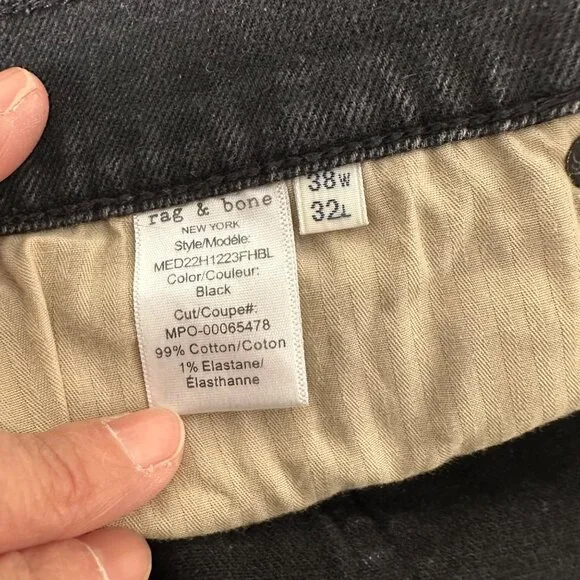 rag & bone
NEW YORK
Style/Modèle:
MED22H1223FHBL
Color/Couleur:
Black
Cut/Coupe#:
MPO-00065478
99% Cotton/Coton
1% Elastane/
Élasthanne
38W
32L